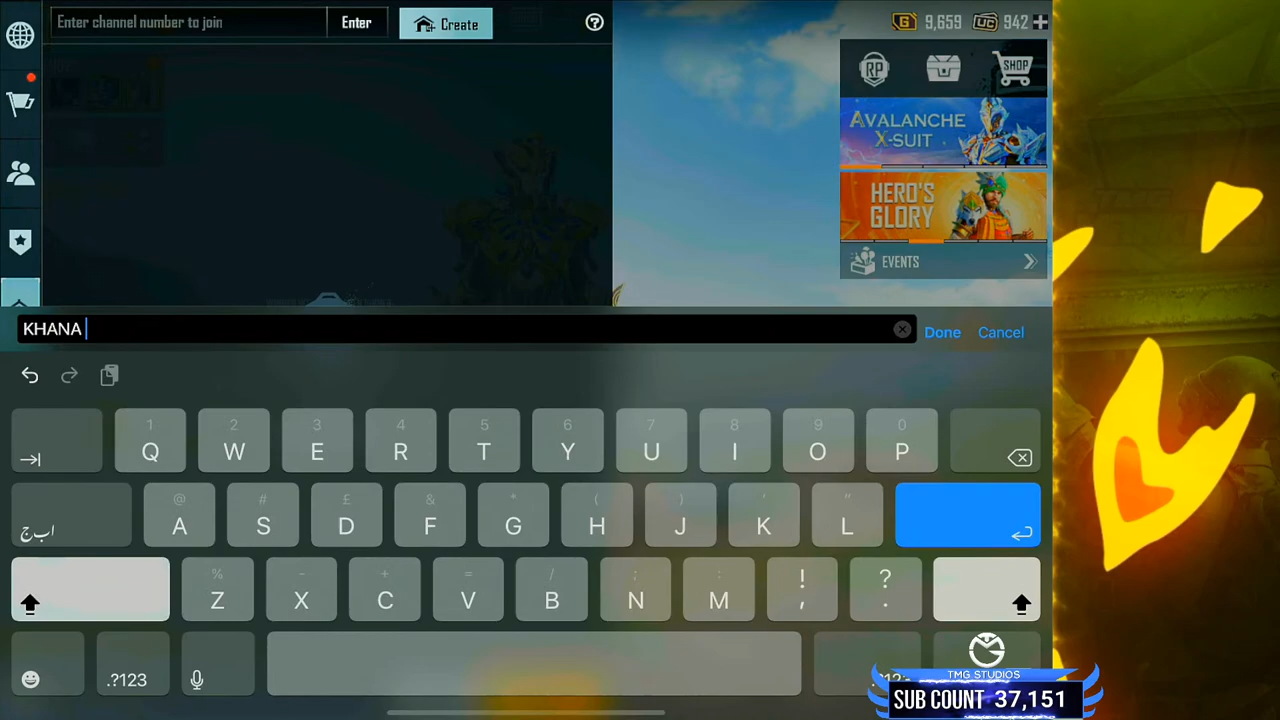 Enter channel number to join
Enter
Create
?
G 9,659 UC 942
RP
SHOP
AVALANCHE
X-SUIT
HERO'S
GLORY
EVENTS
KHANA
Done Cancel
1 2 3 4 5 6 7 8 9 0
Q W E R T Y U I O P
@ # £ & * ( ) ' "
ا ب ج A S D F G H J K L
% - + = / ; : ! ?
Z X C V B N M , .
.?123
TMG STUDIOS
SUB COUNT 37,151